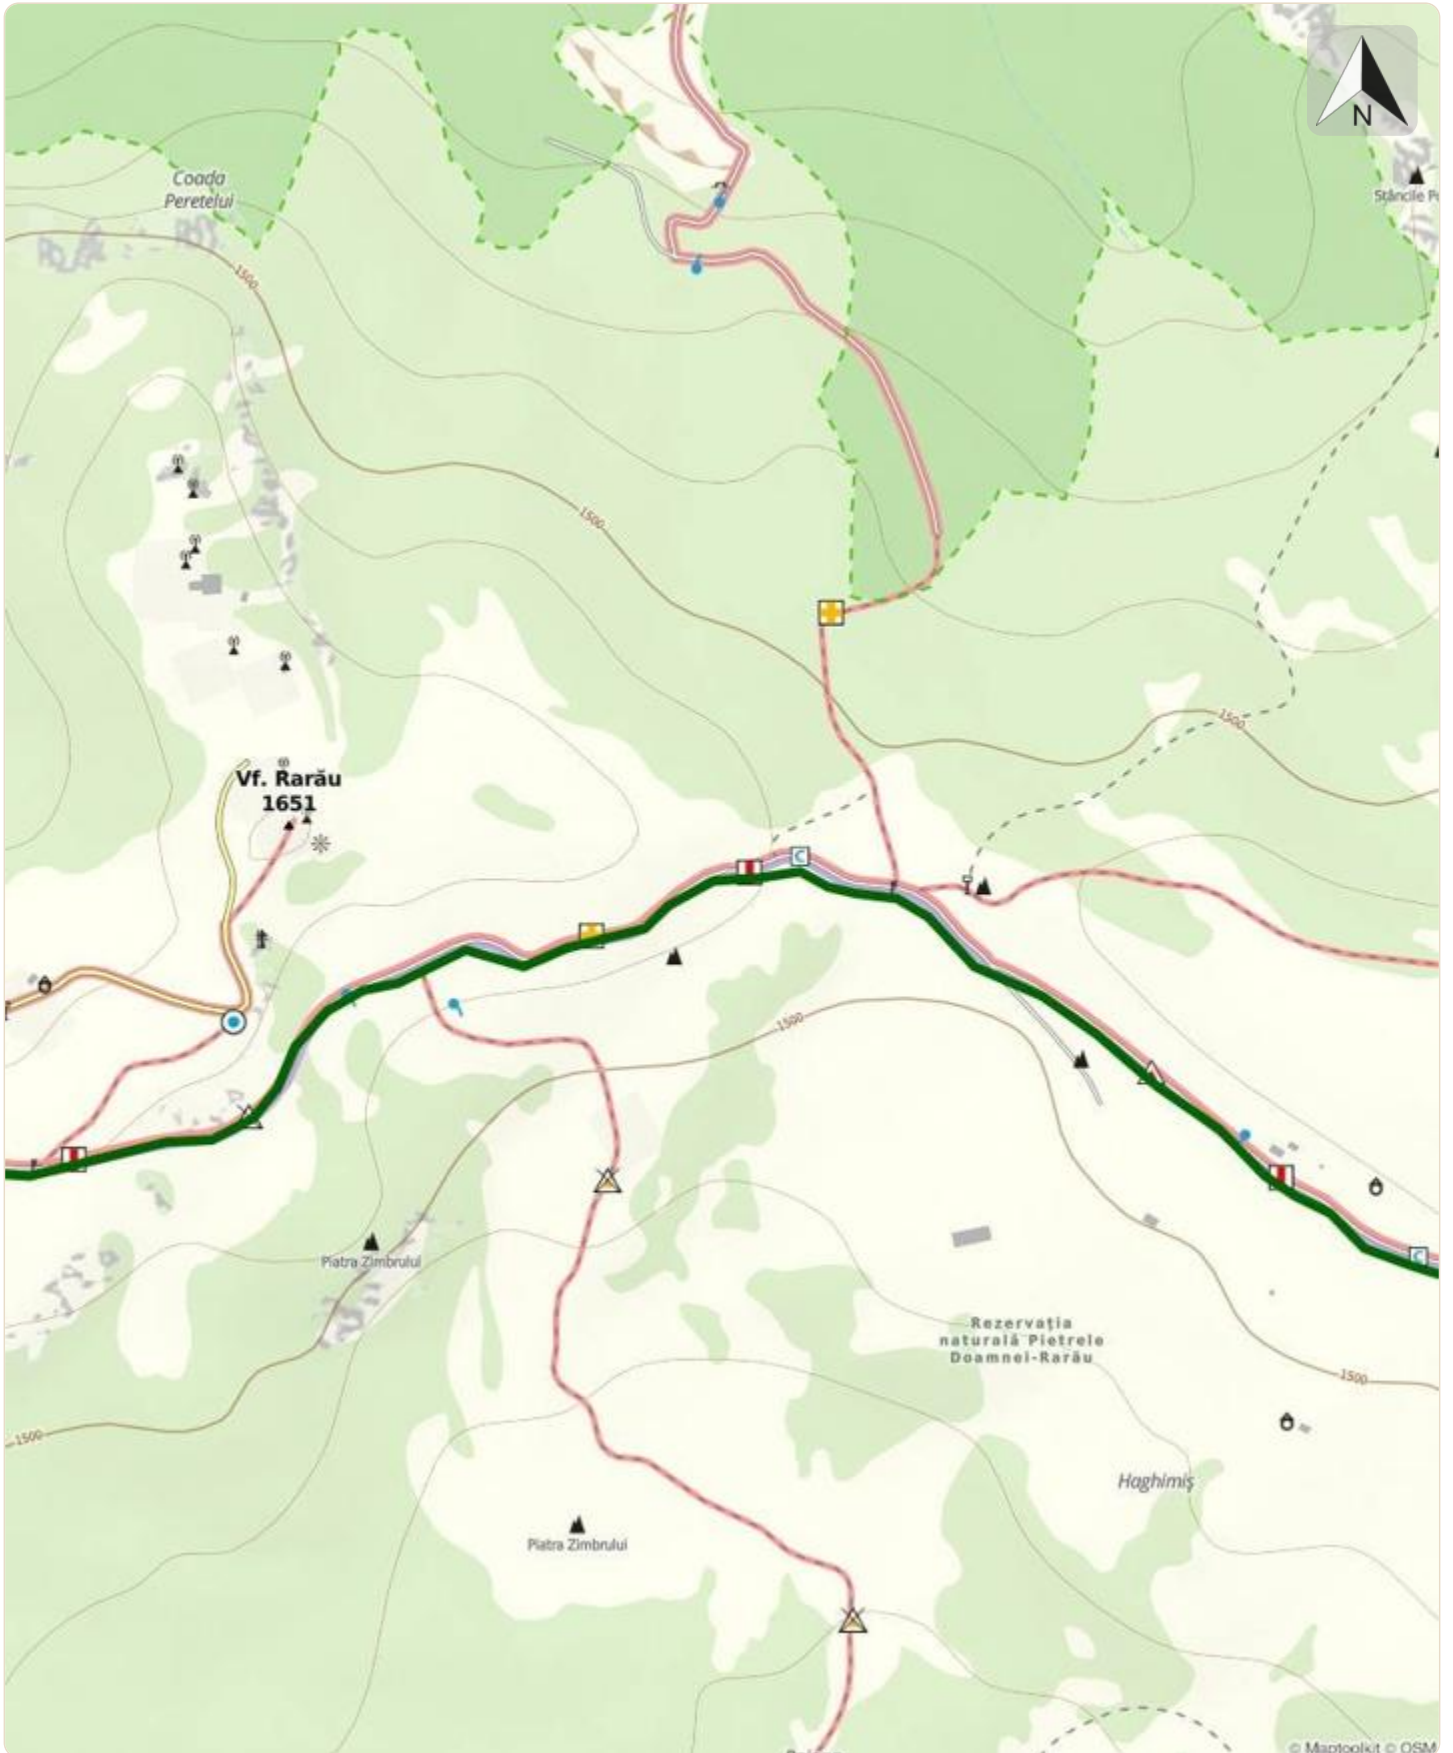 N
Coada
Peretelui
Stâncile P
1500
1500
1500
Vf. Rarău
1651
C
1500
Piatra Zimbrului
C
Rezervația
naturală Pietrele
Doamnei-Rarău
1500
1500
Haghimiș
Piatra Zimbrului
© Maptoolkit © OSM